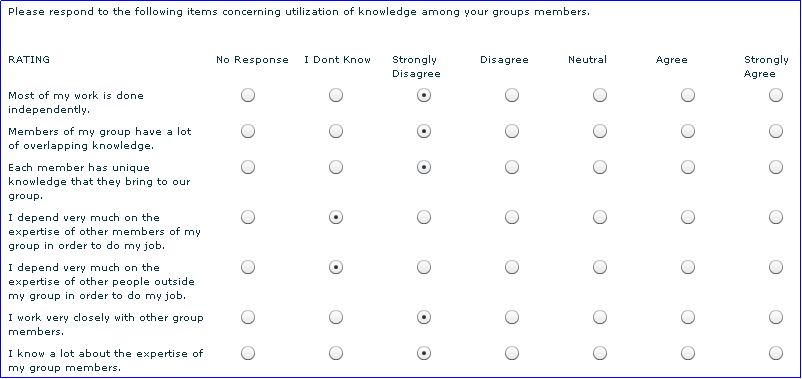 Please respond to the following items concerning utilization of knowledge among your groups members.
RATING No Response I Dont Know Strongly Disagree Disagree Neutral Agree Strongly Agree
Most of my work is done
independently.
Members of my group have a lot
of overlapping knowledge.
Each member has unique
knowledge that they bring to our
group.
I depend very much on the
expertise of other members of my
group in order to do my job.
I depend very much on the
expertise of other people outside
my group in order to do my job.
I work very closely with other group
members.
I know a lot about the expertise of
my group members.